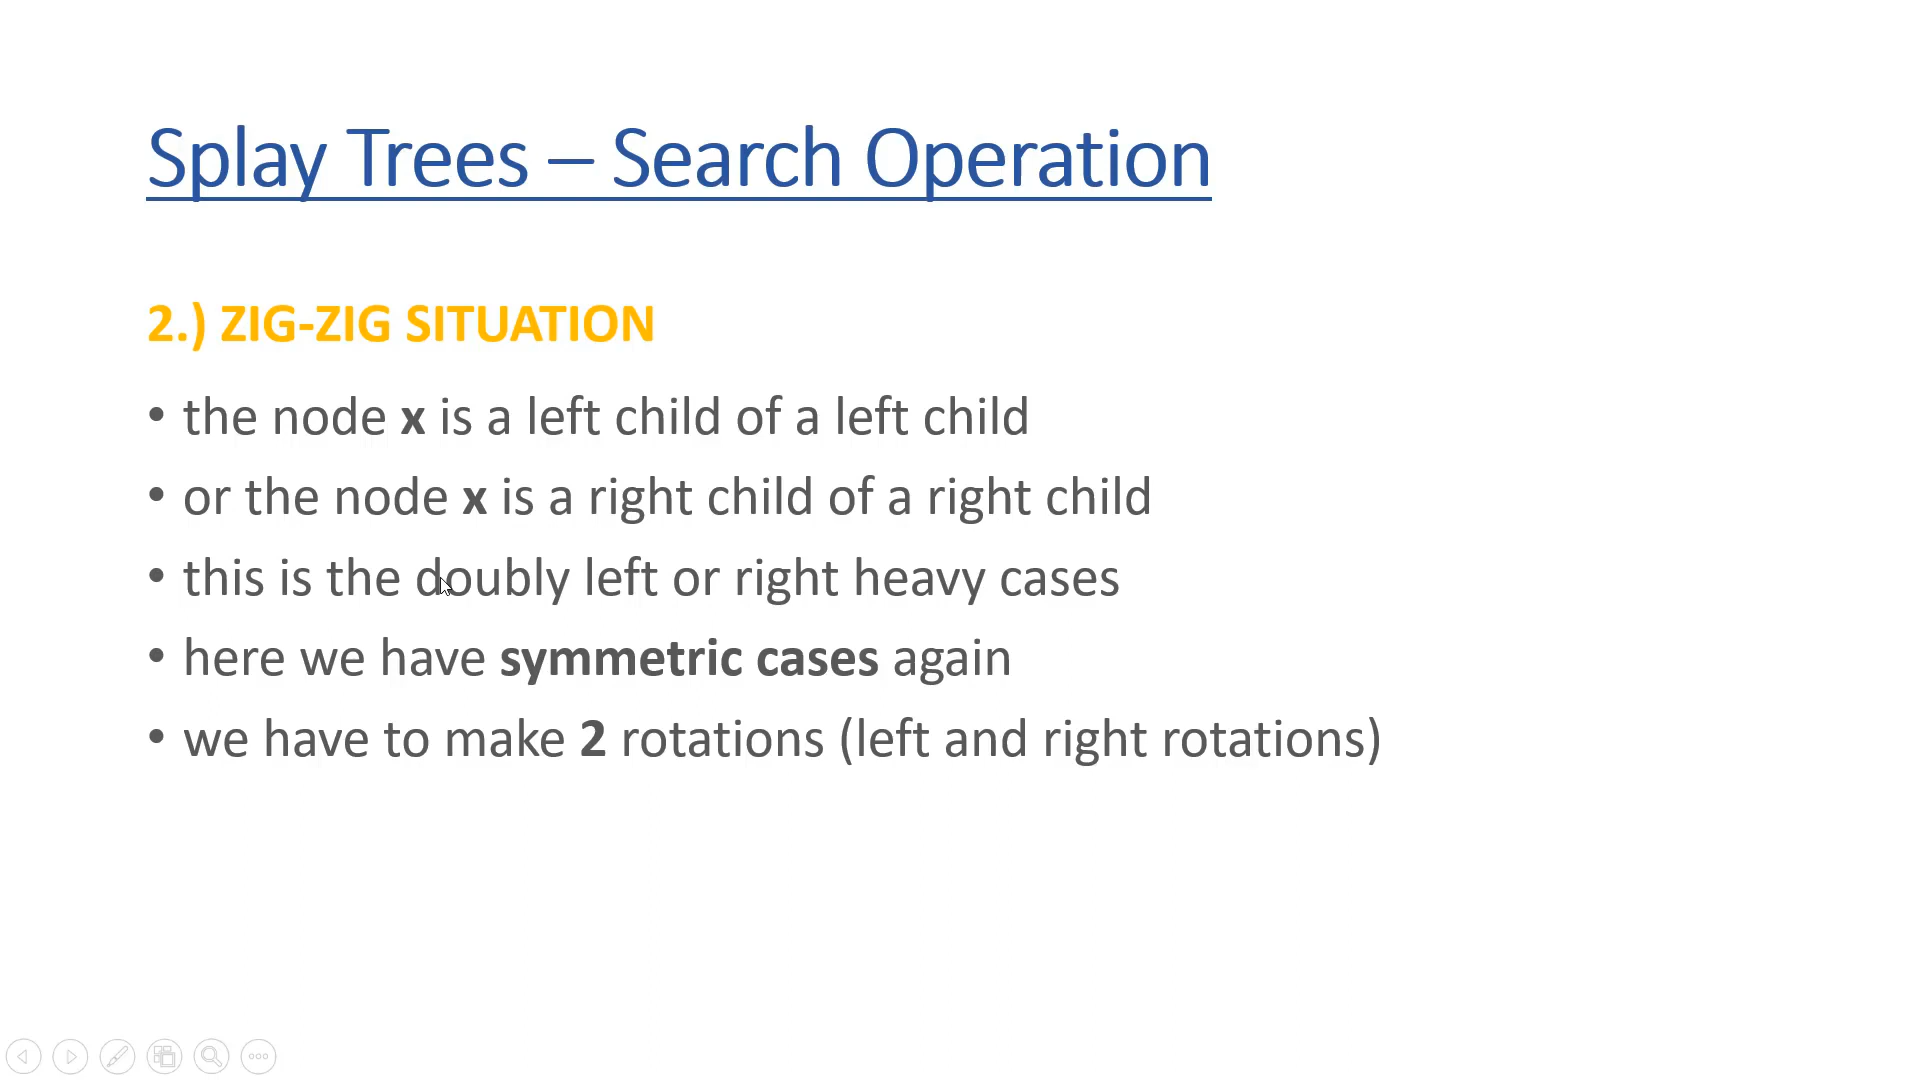 Splay Trees – Search Operation
2.) ZIG-ZIG SITUATION
• the node x is a left child of a left child
• or the node x is a right child of a right child
• this is the doubly left or right heavy cases
• here we have symmetric cases again
• we have to make 2 rotations (left and right rotations)